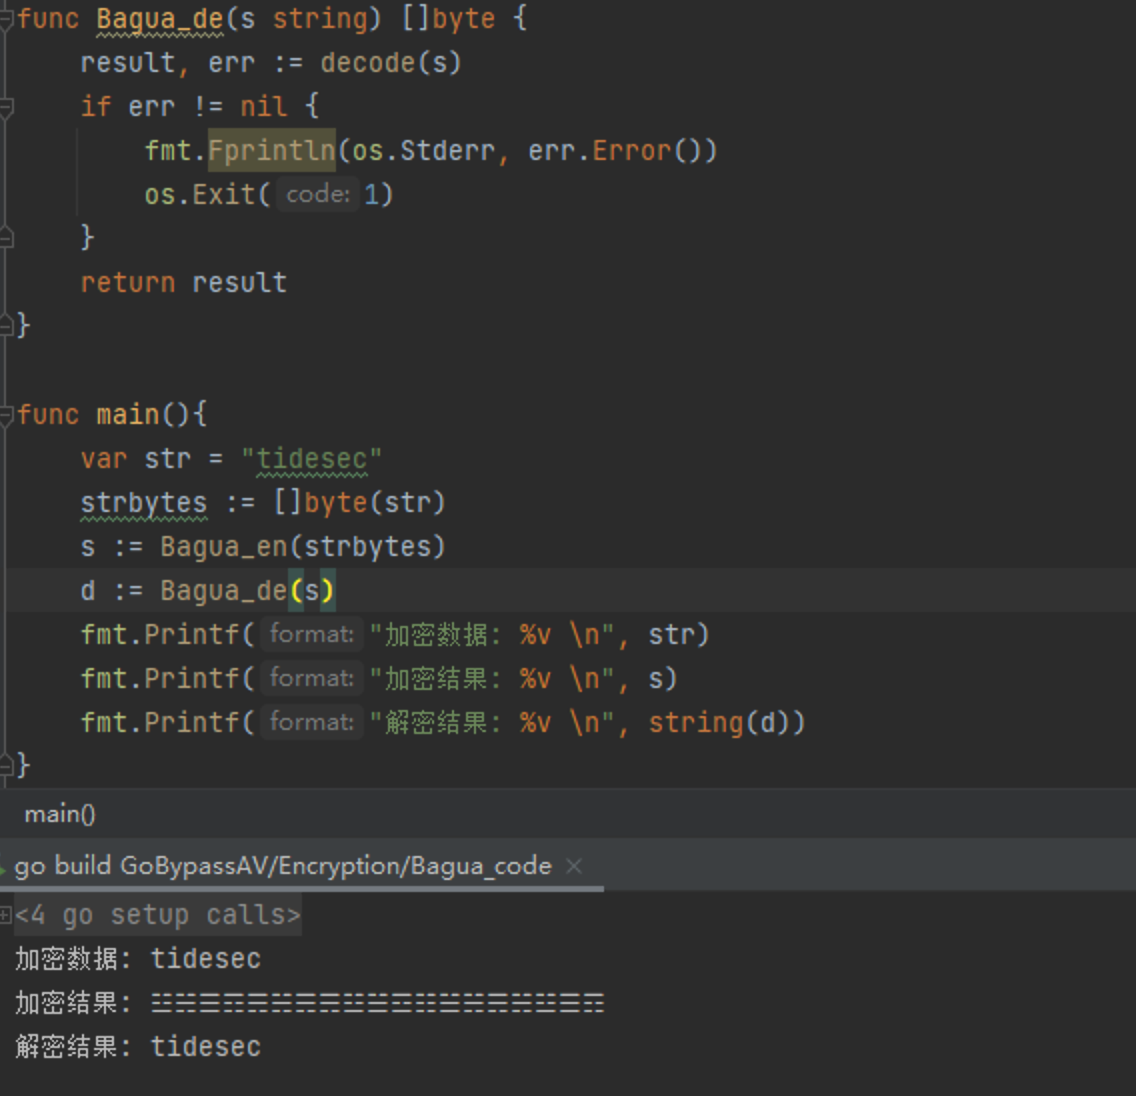 func Bagua_de(s string) []byte {
result, err := decode(s)
if err != nil {
fmt.Fprintln(os.Stderr, err.Error())
os.Exit( code: 1)
}
return result
}
func main(){
var str = "tidesec"
strbytes := []byte(str)
s := Bagua_en(strbytes)
d := Bagua_de(s)
fmt.Printf( format: "加密数据: %v \n", str)
fmt.Printf( format: "加密结果: %v \n", s)
fmt.Printf( format: "解密结果: %v \n", string(d))
}
main()
go build GoBypassAV/Encryption/Bagua_code ×
<4 go setup calls>
加密数据: tidesec
加密结果:
解密结果: tidesec